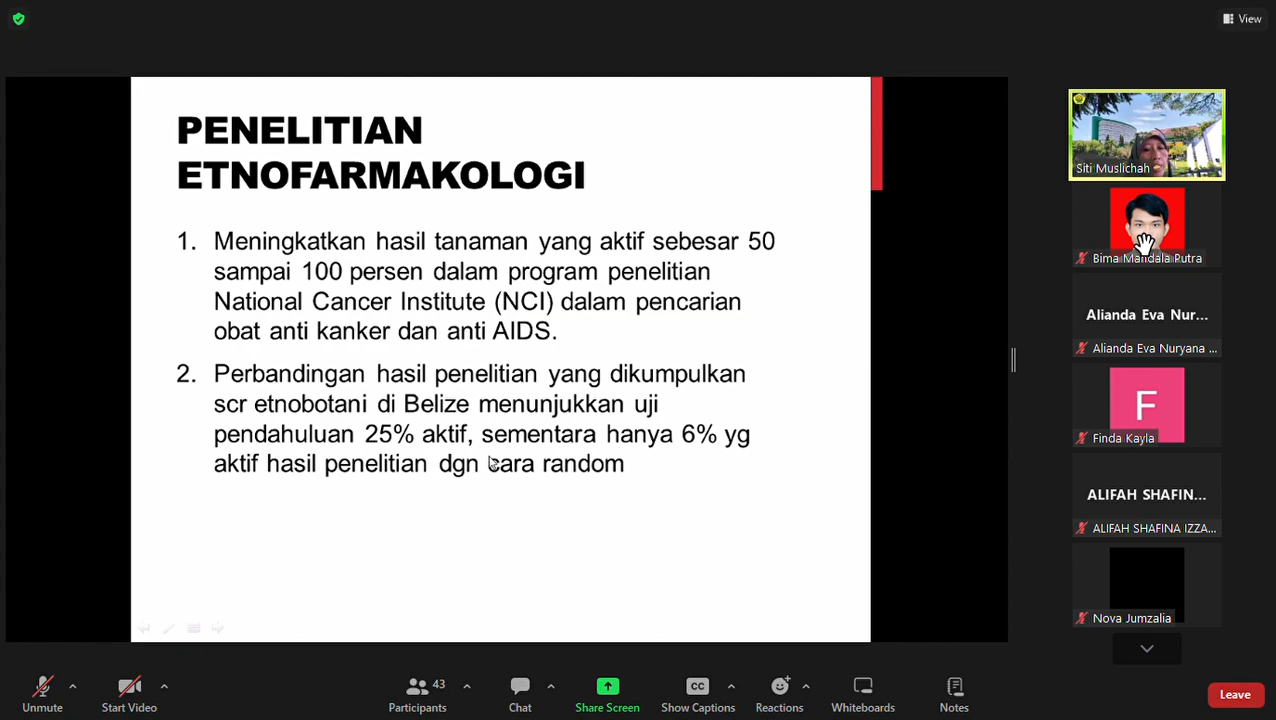 View
PENELITIAN
ETNOFARMAKOLOGI
1. Meningkatkan hasil tanaman yang aktif sebesar 50
sampai 100 persen dalam program penelitian
National Cancer Institute (NCI) dalam pencarian
obat anti kanker dan anti AIDS.
2. Perbandingan hasil penelitian yang dikumpulkan
scr etnobotani di Belize menunjukkan uji
pendahuluan 25% aktif, sementara hanya 6% yg
aktif hasil penelitian dgn cara random
Siti Muslichah
Bima Mandala Putra
Alianda Eva Nur...
Alianda Eva Nuryana ...
F
Finda Kayla
ALIFAH SHAFIN...
ALIFAH SHAFINA IZZA...
Nova Jumzalia
Unmute
Start Video
43
Participants
Chat
Share Screen
CC
Show Captions
Reactions
Whiteboards
Notes
Leave